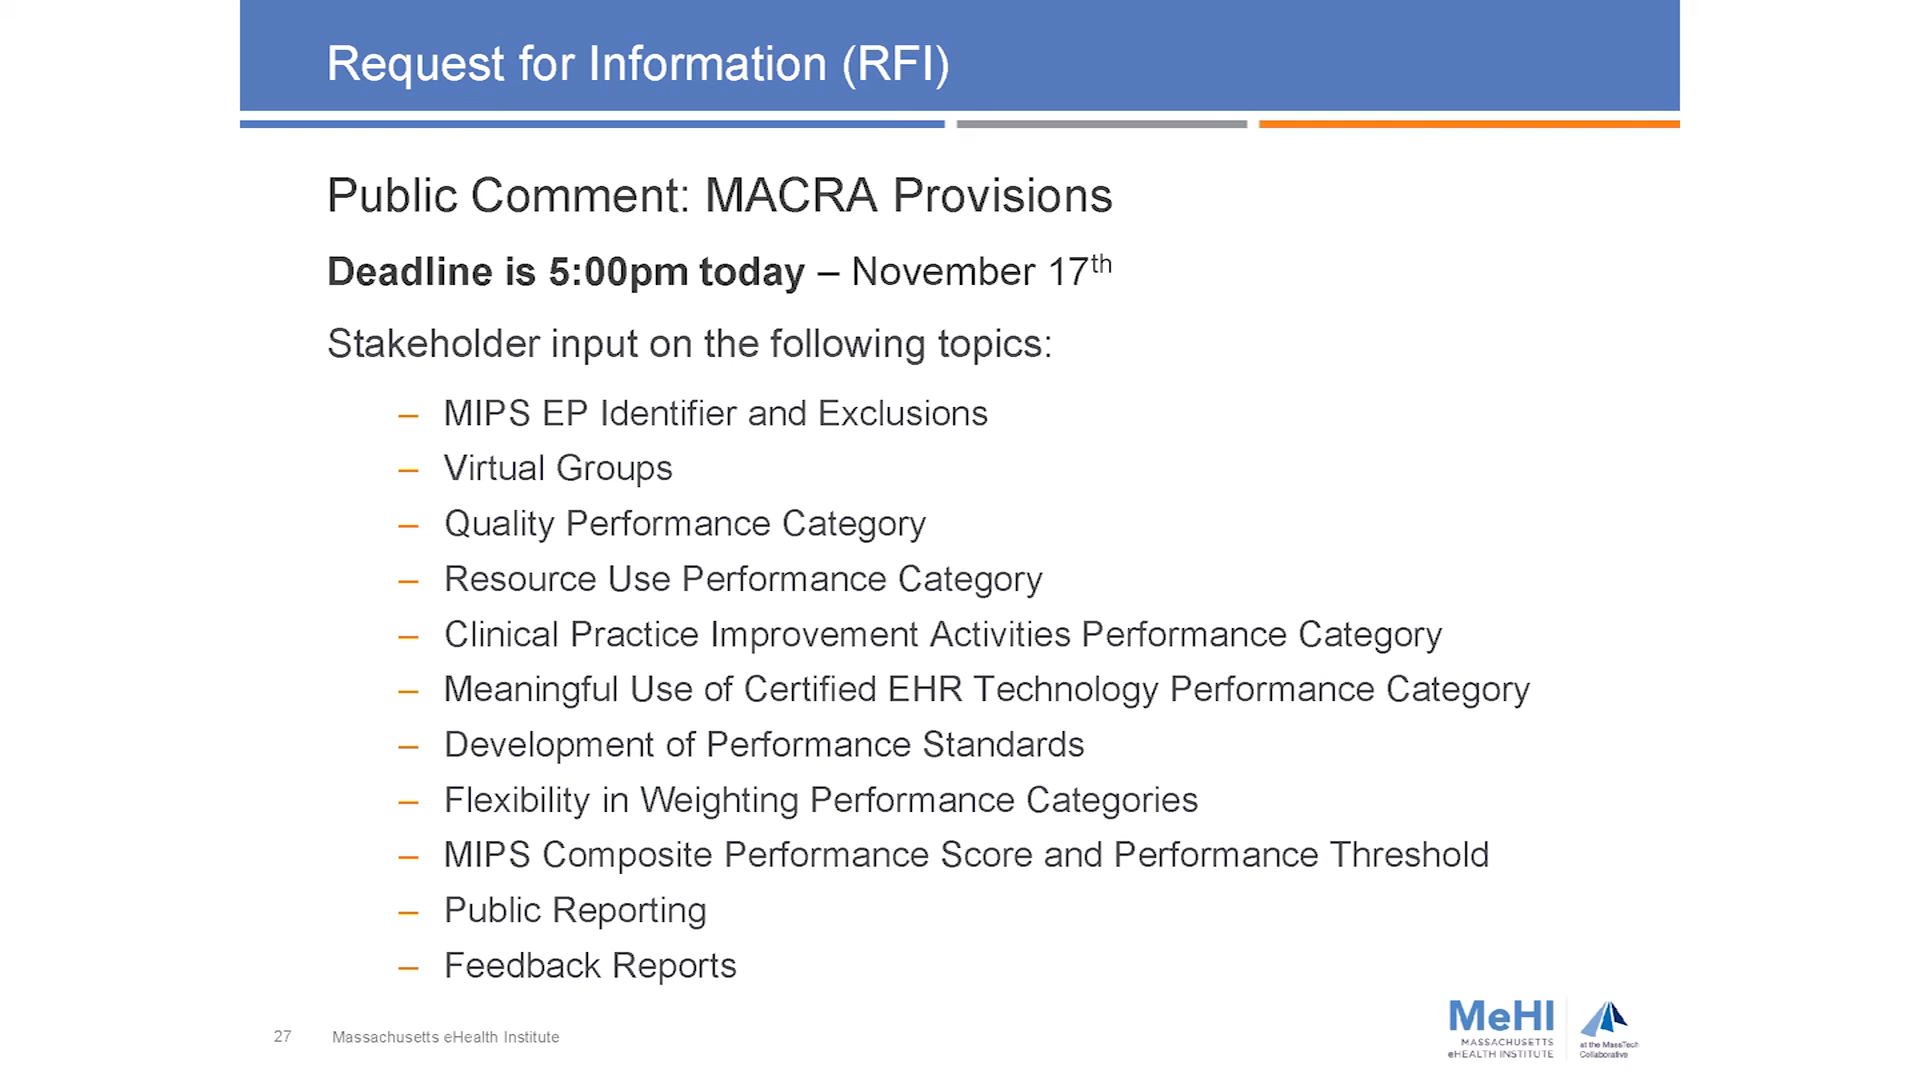 Request for Information (RFI)
Public Comment: MACRA Provisions
Deadline is 5:00pm today – November 17th
Stakeholder input on the following topics:
– MIPS EP Identifier and Exclusions
– Virtual Groups
– Quality Performance Category
– Resource Use Performance Category
– Clinical Practice Improvement Activities Performance Category
– Meaningful Use of Certified EHR Technology Performance Category
– Development of Performance Standards
– Flexibility in Weighting Performance Categories
– MIPS Composite Performance Score and Performance Threshold
– Public Reporting
– Feedback Reports
27 Massachusetts eHealth Institute
MeHI
MASSACHUSETTS
eHEALTH INSTITUTE
at the MassTech
Collaborative